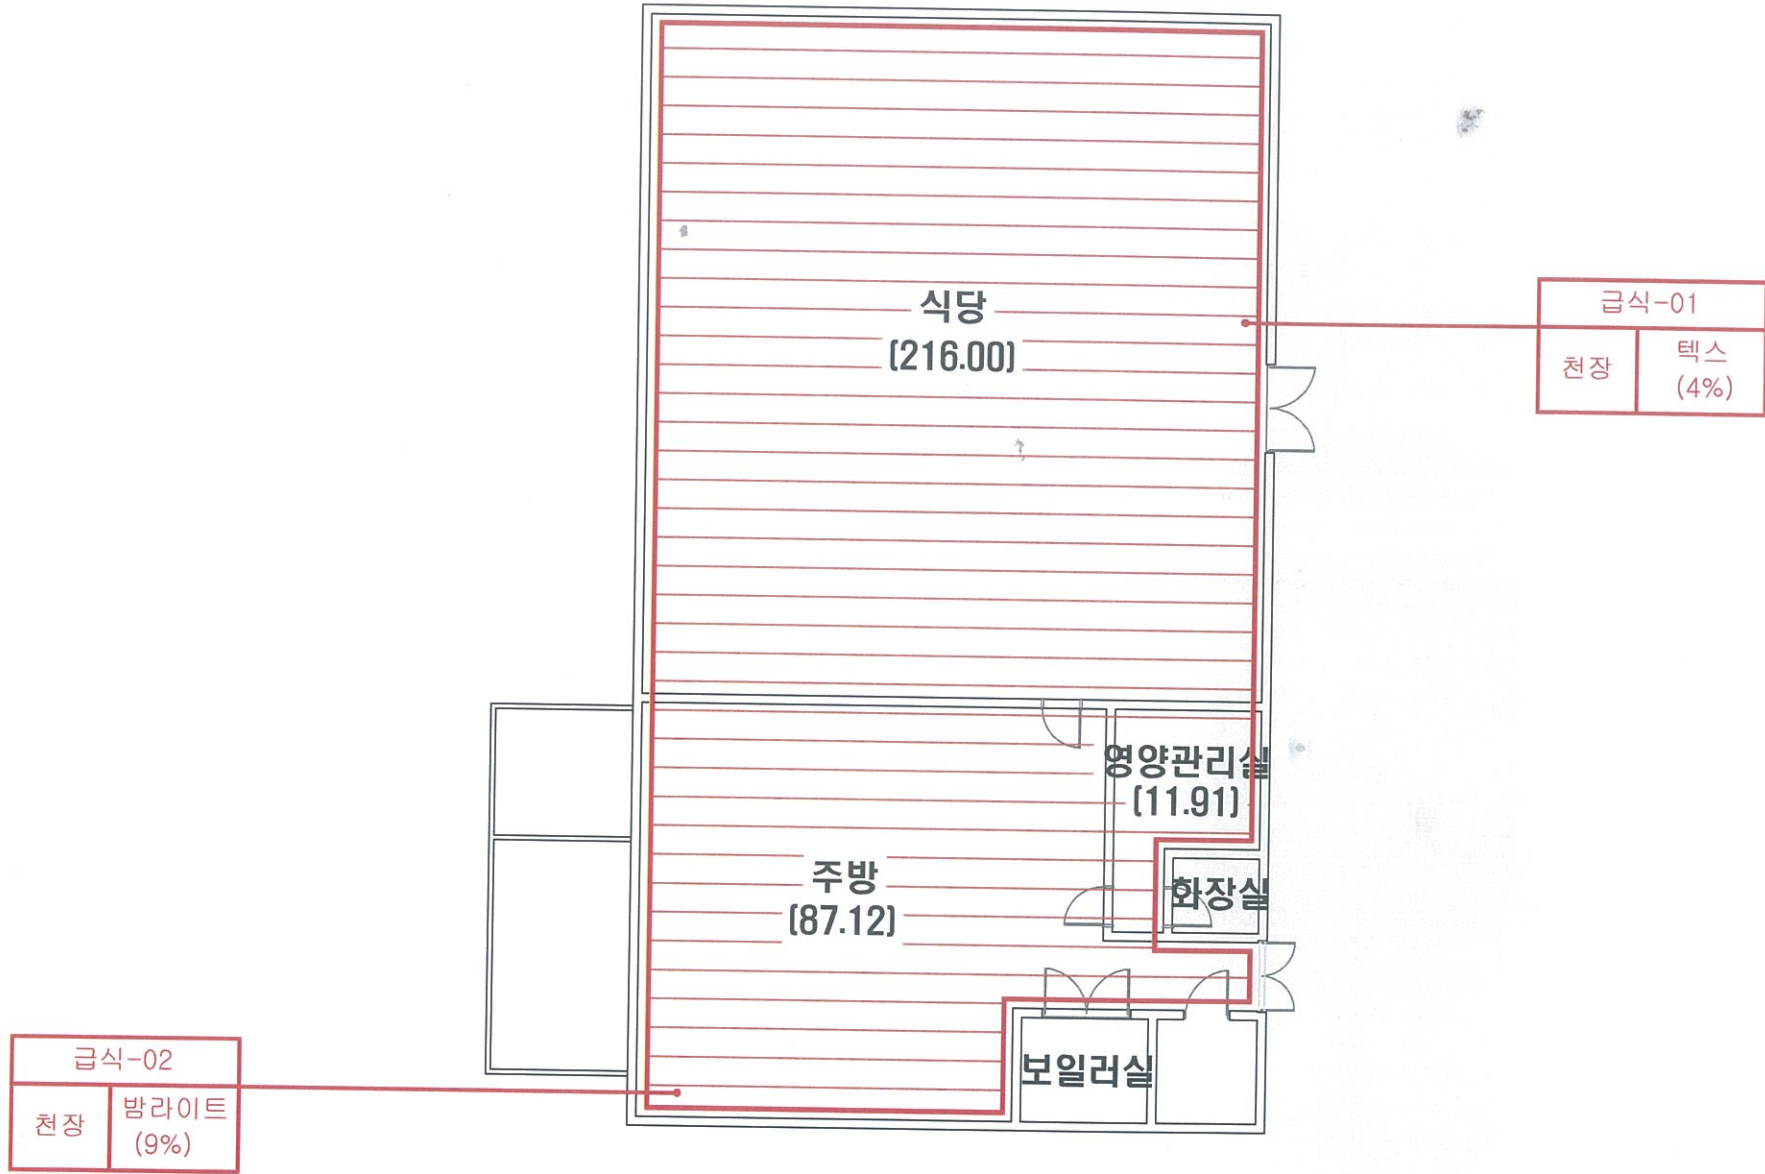 식당
(216.00)
급식-01
천장
텍스
(4%)
영양관리실
(11.91)
주방
(87.12)
화장실
보일러실
급식-02
천장
밤라이트
(9%)